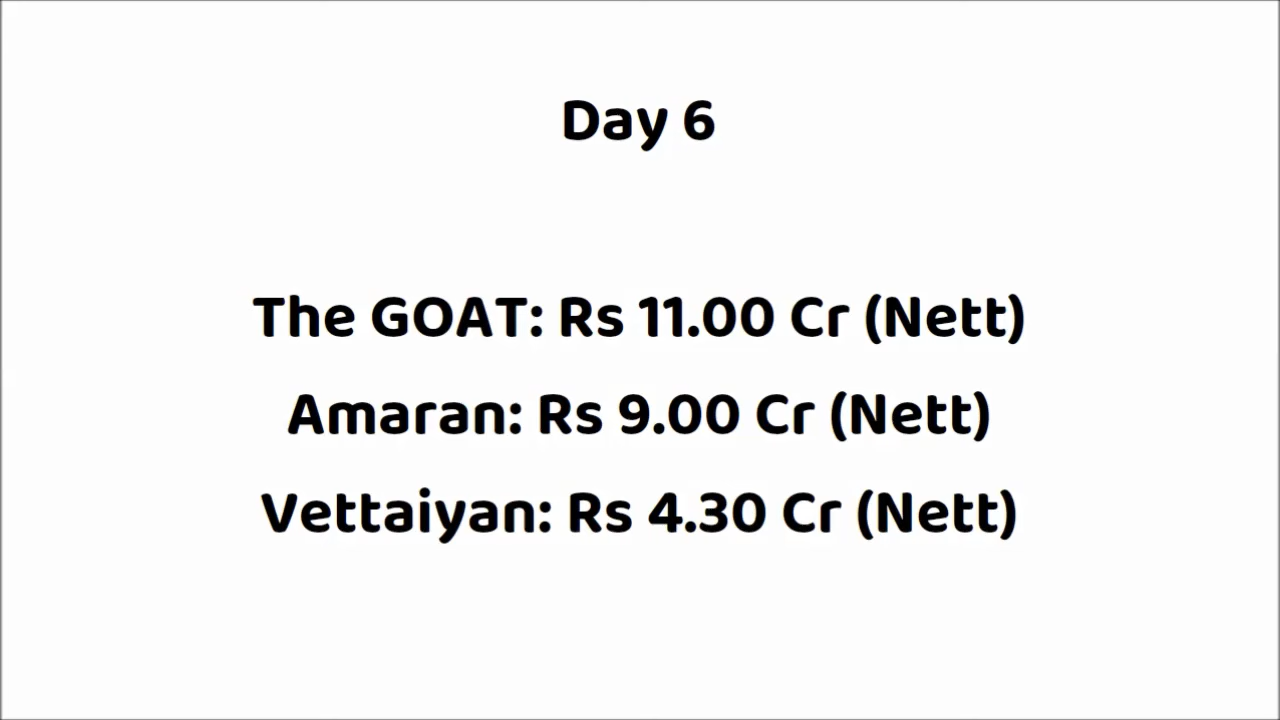 Day 6
The GOAT: Rs 11.00 Cr (Nett)
Amaran: Rs 9.00 Cr (Nett)
Vettaiyan: Rs 4.30 Cr (Nett)